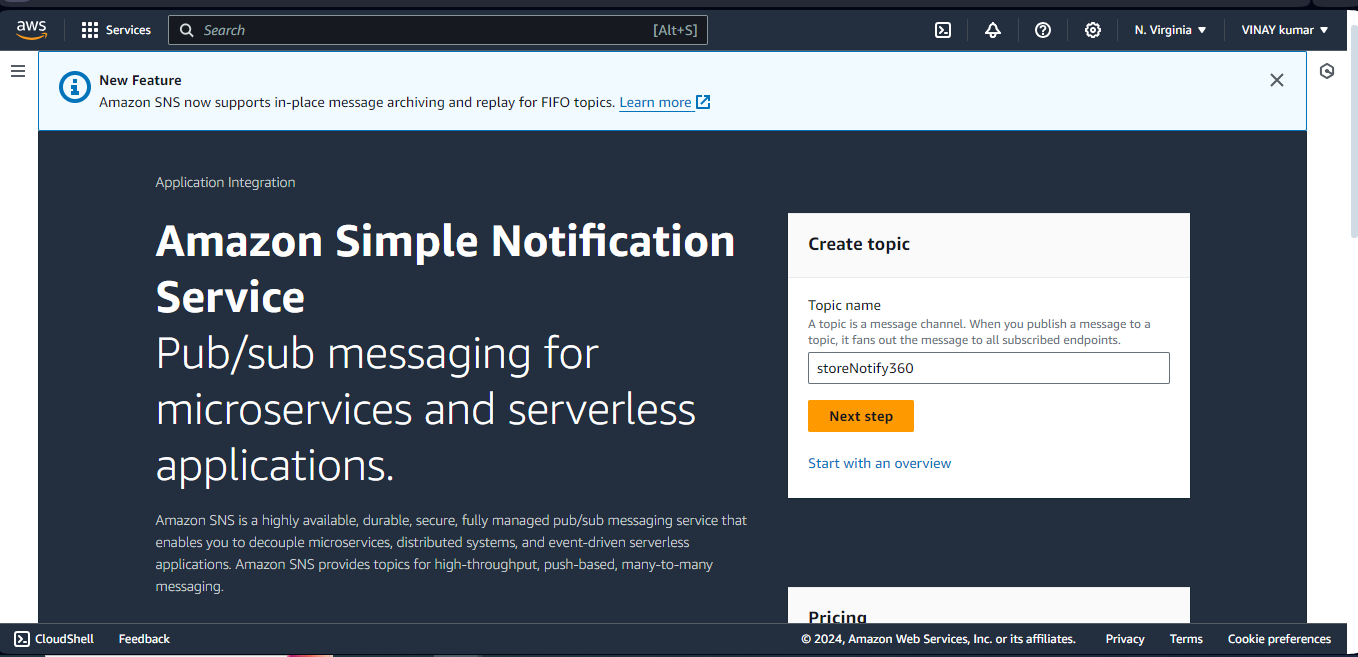 aws
Services
Search
[Alt+S]
N. Virginia
VINAY kumar
New Feature
Amazon SNS now supports in-place message archiving and replay for FIFO topics. Learn more
Application Integration
Amazon Simple Notification
Service
Pub/sub messaging for
microservices and serverless
applications.
Amazon SNS is a highly available, durable, secure, fully managed pub/sub messaging service that
enables you to decouple microservices, distributed systems, and event-driven serverless
applications. Amazon SNS provides topics for high-throughput, push-based, many-to-many
messaging.
Create topic
Topic name
A topic is a message channel. When you publish a message to a
topic, it fans out the message to all subscribed endpoints.
storeNotify360
Next step
Start with an overview
Pricing
CloudShell
Feedback
© 2024, Amazon Web Services, Inc. or its affiliates.
Privacy
Terms
Cookie preferences